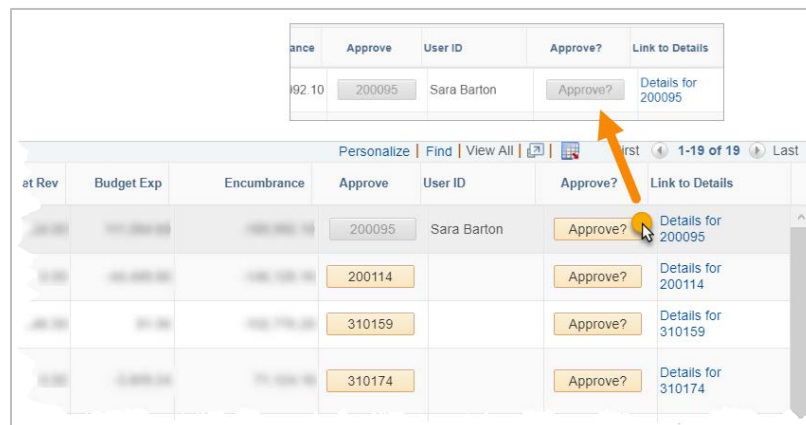 ance Approve User ID Approve? Link to Details
092.10 200095 Sara Barton Approve? Details for
200095
Personalize | Find | View All | First 1-19 of 19 Last
et Rev Budget Exp Encumbrance Approve User ID Approve? Link to Details
200095 Sara Barton Approve? Details for
200095
200114 Approve? Details for
200114
310159 Approve? Details for
310159
310174 Approve? Details for
310174